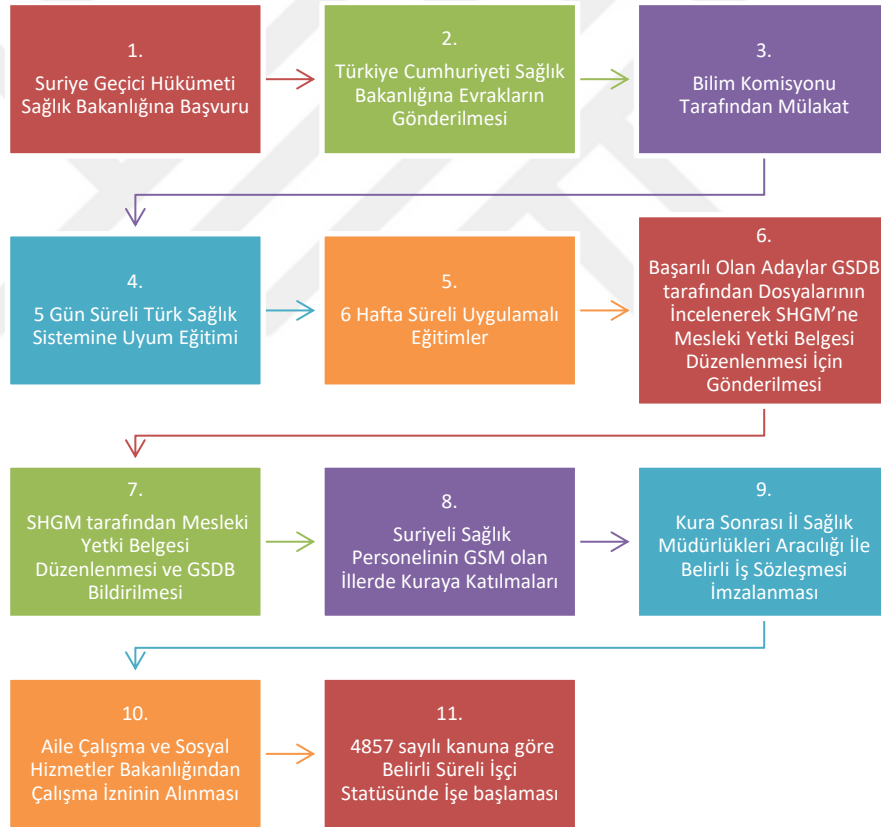 1.
Suriye Geçici Hükümeti
Sağlık Bakanlığına Başvuru
2.
Türkiye Cumhuriyeti Sağlık
Bakanlığına Evrakların
Gönderilmesi
3.
Bilim Komisyonu
Tarafından Mülakat
4.
5 Gün Süreli Türk Sağlık
Sistemine Uyum Eğitimi
5.
6 Hafta Süreli Uygulamalı
Eğitimler
6.
Başarılı Olan Adaylar GSDB
tarafından Dosyalarının
İncelenerek SHGM’ne
Mesleki Yetki Belgesi
Düzenlenmesi İçin
Gönderilmesi
7.
SHGM tarafından Mesleki
Yetki Belgesi
Düzenlenmesi ve GSDB
Bildirilmesi
8.
Suriyeli Sağlık
Personelinin GSM olan
İllerde Kuraya Katılmaları
9.
Kura Sonrası İl Sağlık
Müdürlükleri Aracılığı İle
Belirli İş Sözleşmesi
İmzalanması
10.
Aile Çalışma ve Sosyal
Hizmetler Bakanlığından
Çalışma İzninin Alınması
11.
4857 sayılı kanuna göre
Belirli Süreli İşçi
Statüsünde İşe başlaması